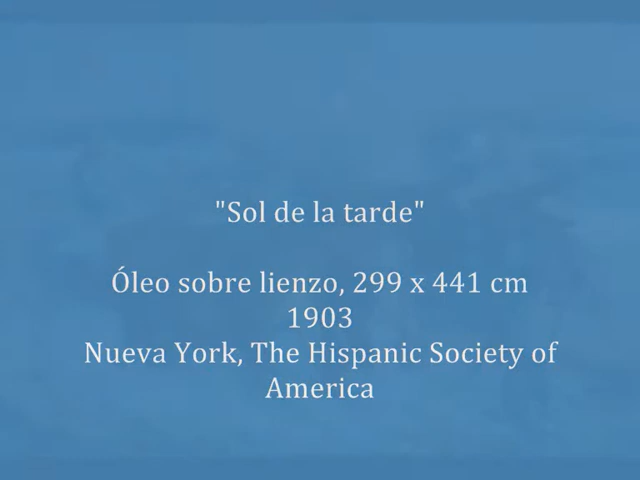 "Sol de la tarde"
Óleo sobre lienzo, 299 x 441 cm
1903
Nueva York, The Hispanic Society of
America